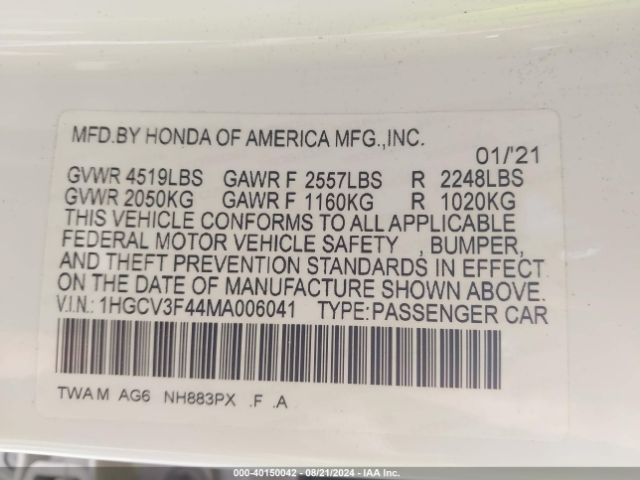 MFD.BY HONDA OF AMERICA MFG.,INC.
01/'21
GVWR 4519LBS GAWR F 2557LBS R 2248LBS
GVWR 2050KG GAWR F 1160KG R 1020KG
THIS VEHICLE CONFORMS TO ALL APPLICABLE
FEDERAL MOTOR VEHICLE SAFETY , BUMPER,
AND THEFT PREVENTION STANDARDS IN EFFECT
ON THE DATE OF MANUFACTURE SHOWN ABOVE.
V.I.N.: 1HGCV3F44MA006041 TYPE:PASSENGER CAR
TWA M AG6 NH883PX .F .A
000-40150042 - 08/21/2024 - IAA Inc.